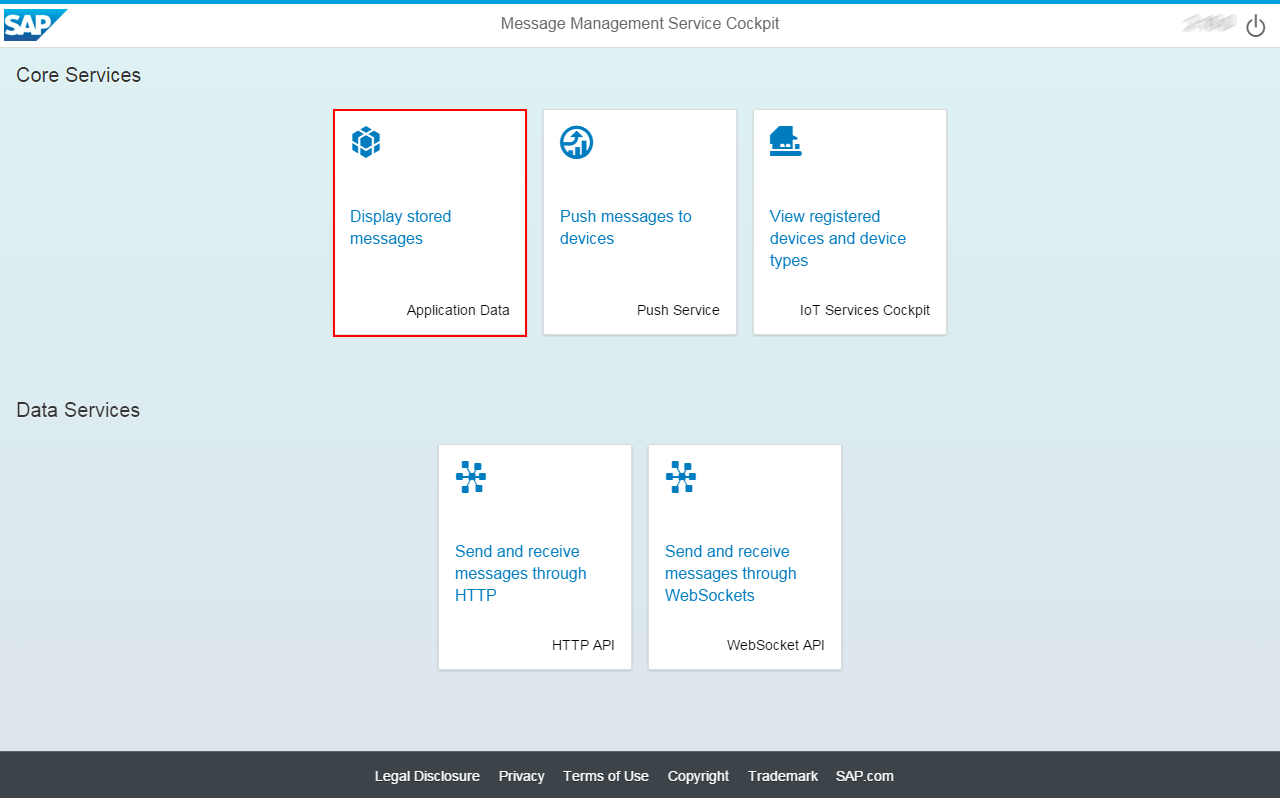 SAP
Message Management Service Cockpit
Core Services
Display stored
messages
Application Data
Push messages to
devices
Push Service
View registered
devices and device
types
IoT Services Cockpit
Data Services
Send and receive
messages through
HTTP
HTTP API
Send and receive
messages through
WebSockets
WebSocket API
Legal Disclosure Privacy Terms of Use Copyright Trademark SAP.com